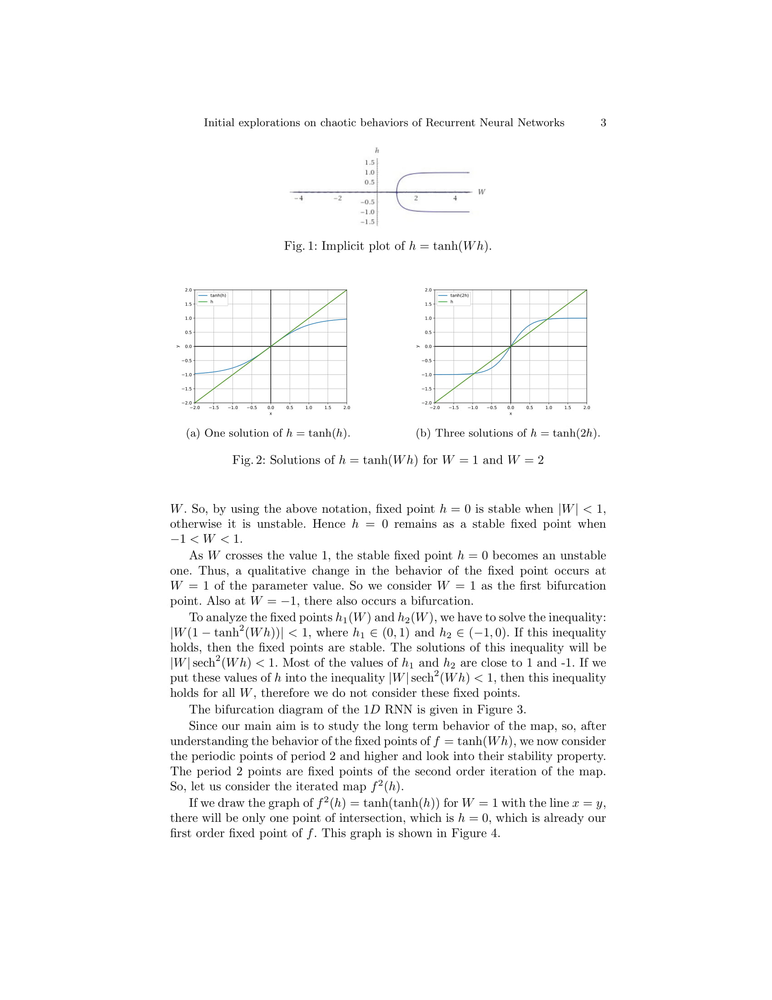 Initial explorations on chaotic behaviors of Recurrent Neural Networks 3
h
1.5
1.0
0.5
-4 -2 2 4 W
-0.5
-1.0
-1.5
Fig. 1: Implicit plot of h = tanh(Wh).
2.0
1.5
1.0
0.5
y 0.0
−0.5
−1.0
−1.5
−2.0
tanh(h)
h
−2.0 −1.5 −1.0 −0.5 0.0 0.5 1.0 1.5 2.0
x
(a) One solution of h = tanh(h).
2.0
1.5
1.0
0.5
y 0.0
−0.5
−1.0
−1.5
−2.0
tanh(2h)
h
−2.0 −1.5 −1.0 −0.5 0.0 0.5 1.0 1.5 2.0
x
(b) Three solutions of h = tanh(2h).
Fig. 2: Solutions of h = tanh(Wh) for W = 1 and W = 2
W. So, by using the above notation, fixed point h = 0 is stable when |W| < 1,
otherwise it is unstable. Hence h = 0 remains as a stable fixed point when
−1 < W < 1.
As W crosses the value 1, the stable fixed point h = 0 becomes an unstable
one. Thus, a qualitative change in the behavior of the fixed point occurs at
W = 1 of the parameter value. So we consider W = 1 as the first bifurcation
point. Also at W = −1, there also occurs a bifurcation.
To analyze the fixed points h₁(W) and h₂(W), we have to solve the inequality:
|W(1 − tanh²(Wh))| < 1, where h₁ ∈ (0, 1) and h₂ ∈ (−1, 0). If this inequality
holds, then the fixed points are stable. The solutions of this inequality will be
|W| sech²(Wh) < 1. Most of the values of h₁ and h₂ are close to 1 and -1. If we
put these values of h into the inequality |W| sech²(Wh) < 1, then this inequality
holds for all W, therefore we do not consider these fixed points.
The bifurcation diagram of the 1D RNN is given in Figure 3.
Since our main aim is to study the long term behavior of the map, so, after
understanding the behavior of the fixed points of f = tanh(Wh), we now consider
the periodic points of period 2 and higher and look into their stability property.
The period 2 points are fixed points of the second order iteration of the map.
So, let us consider the iterated map f²(h).
If we draw the graph of f²(h) = tanh(tanh(h)) for W = 1 with the line x = y,
there will be only one point of intersection, which is h = 0, which is already our
first order fixed point of f. This graph is shown in Figure 4.